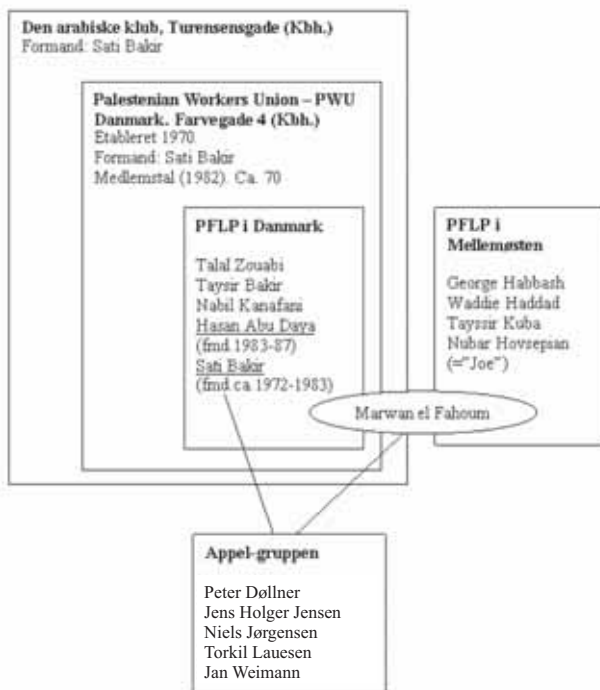 Den arabiske klub, Turensensgade (Kbh.)
Formand: Sati Bakir
Palestenian Workers Union – PWU
Danmark. Farvegade 4 (Kbh.)
Etableret 1970
Formand: Sati Bakir
Medlemstal (1982). Ca. 70
PFLP i Danmark
Talal Zouabi
Taysir Bakir
Nabil Kanafani
Hasan Abu Daya
(fmd 1983-87)
Sati Bakir
(fmd ca 1972-1983)
PFLP i
Mellemøsten
George Habbash
Waddie Haddad
Tayssir Kuba
Nubar Hovsepian
(="Joe")
Marwan el Fahoum
Appel-gruppen
Peter Døllner
Jens Holger Jensen
Niels Jørgensen
Torkil Lauesen
Jan Weimann